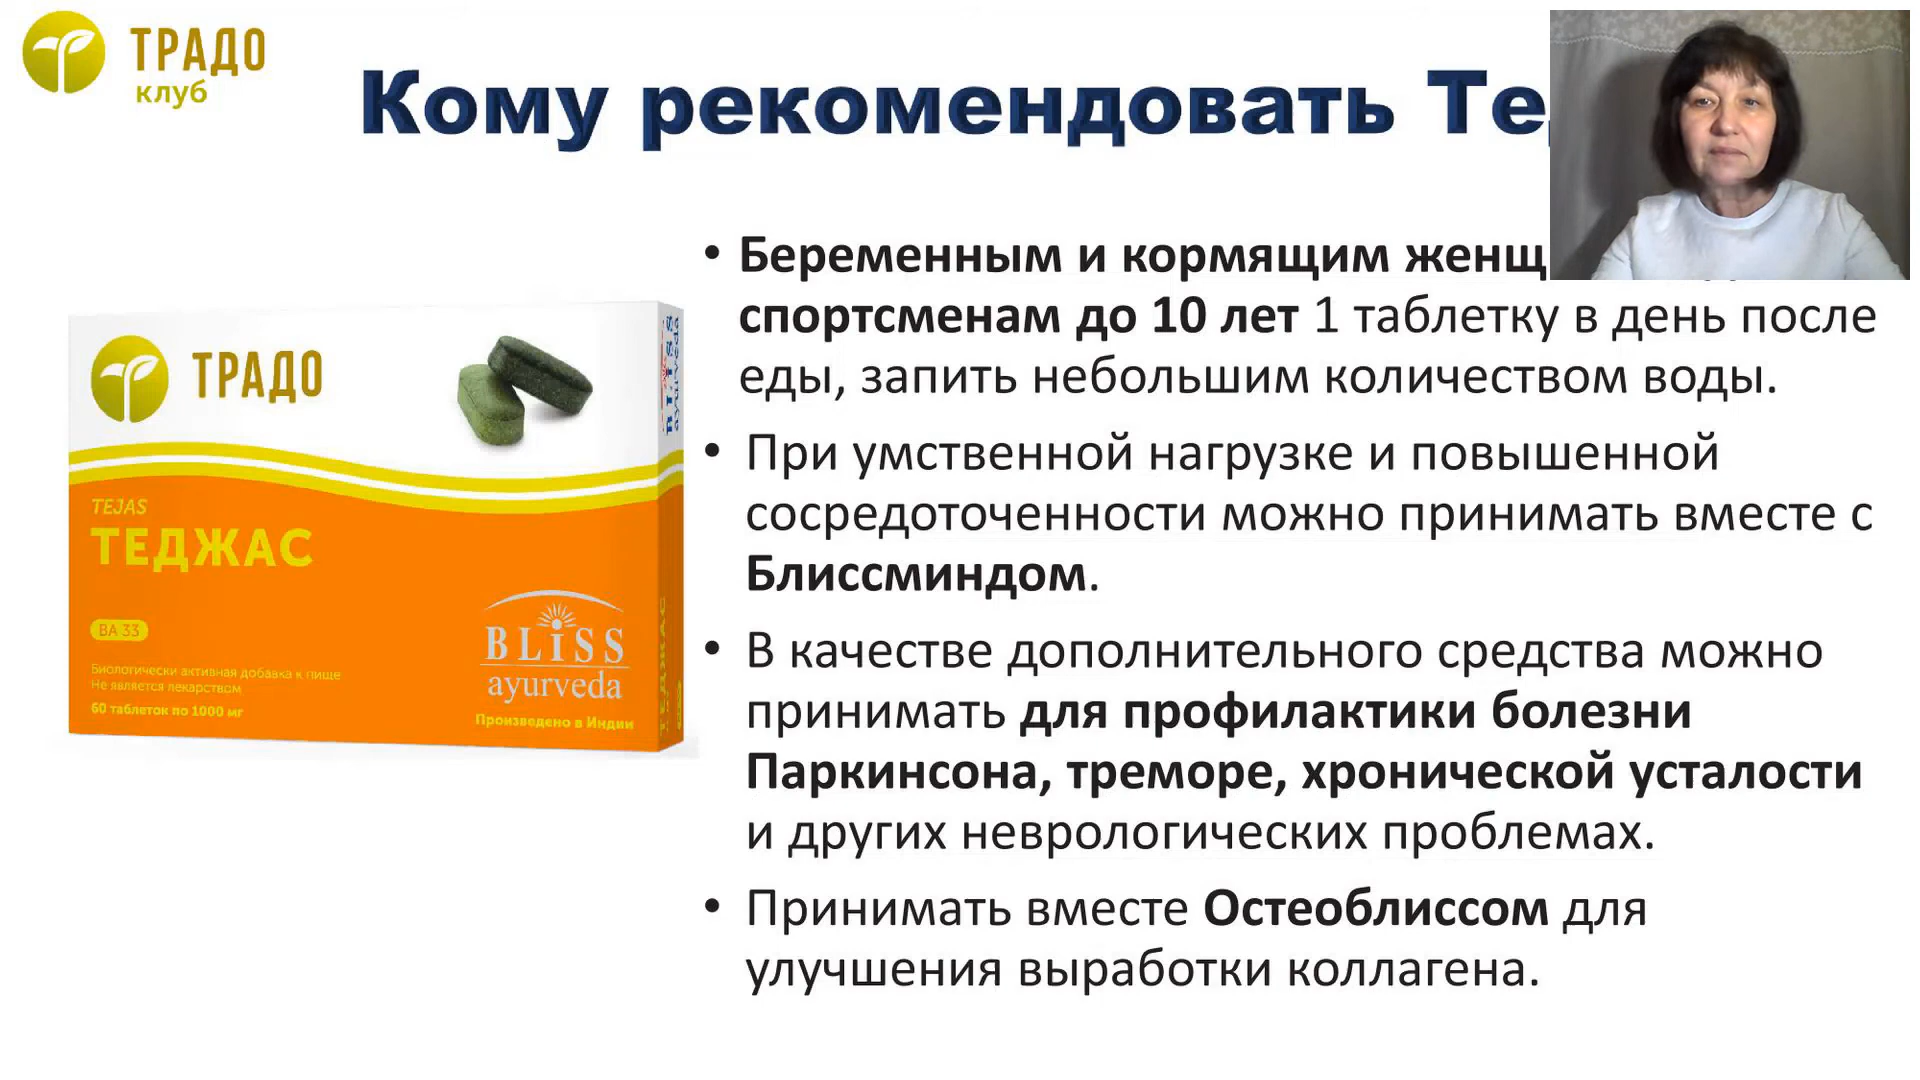 ТРАДО
клуб
Кому рекомендовать
Беременным и кормящим
спортсменам до 10 лет 1 таблетку в день после
еды, запить небольшим количеством воды.
При умственной нагрузке и повышенной
сосредоточенности можно принимать вместе с
Блиссминдом.
В качестве дополнительного средства можно
принимать для профилактики болезни
Паркинсона, треморе, хронической усталости
и других неврологических проблемах.
Принимать вместе Остеоблиссом для
улучшения выработки коллагена.
ТРАДО
TEJAS
ТЕДЖАС
BA 33
Биологически активная добавка к пище
Не является лекарством
60 таблеток по 1000 мг
BLiSS
ayurveda
Произведено в Индии
ТЕДЖАС